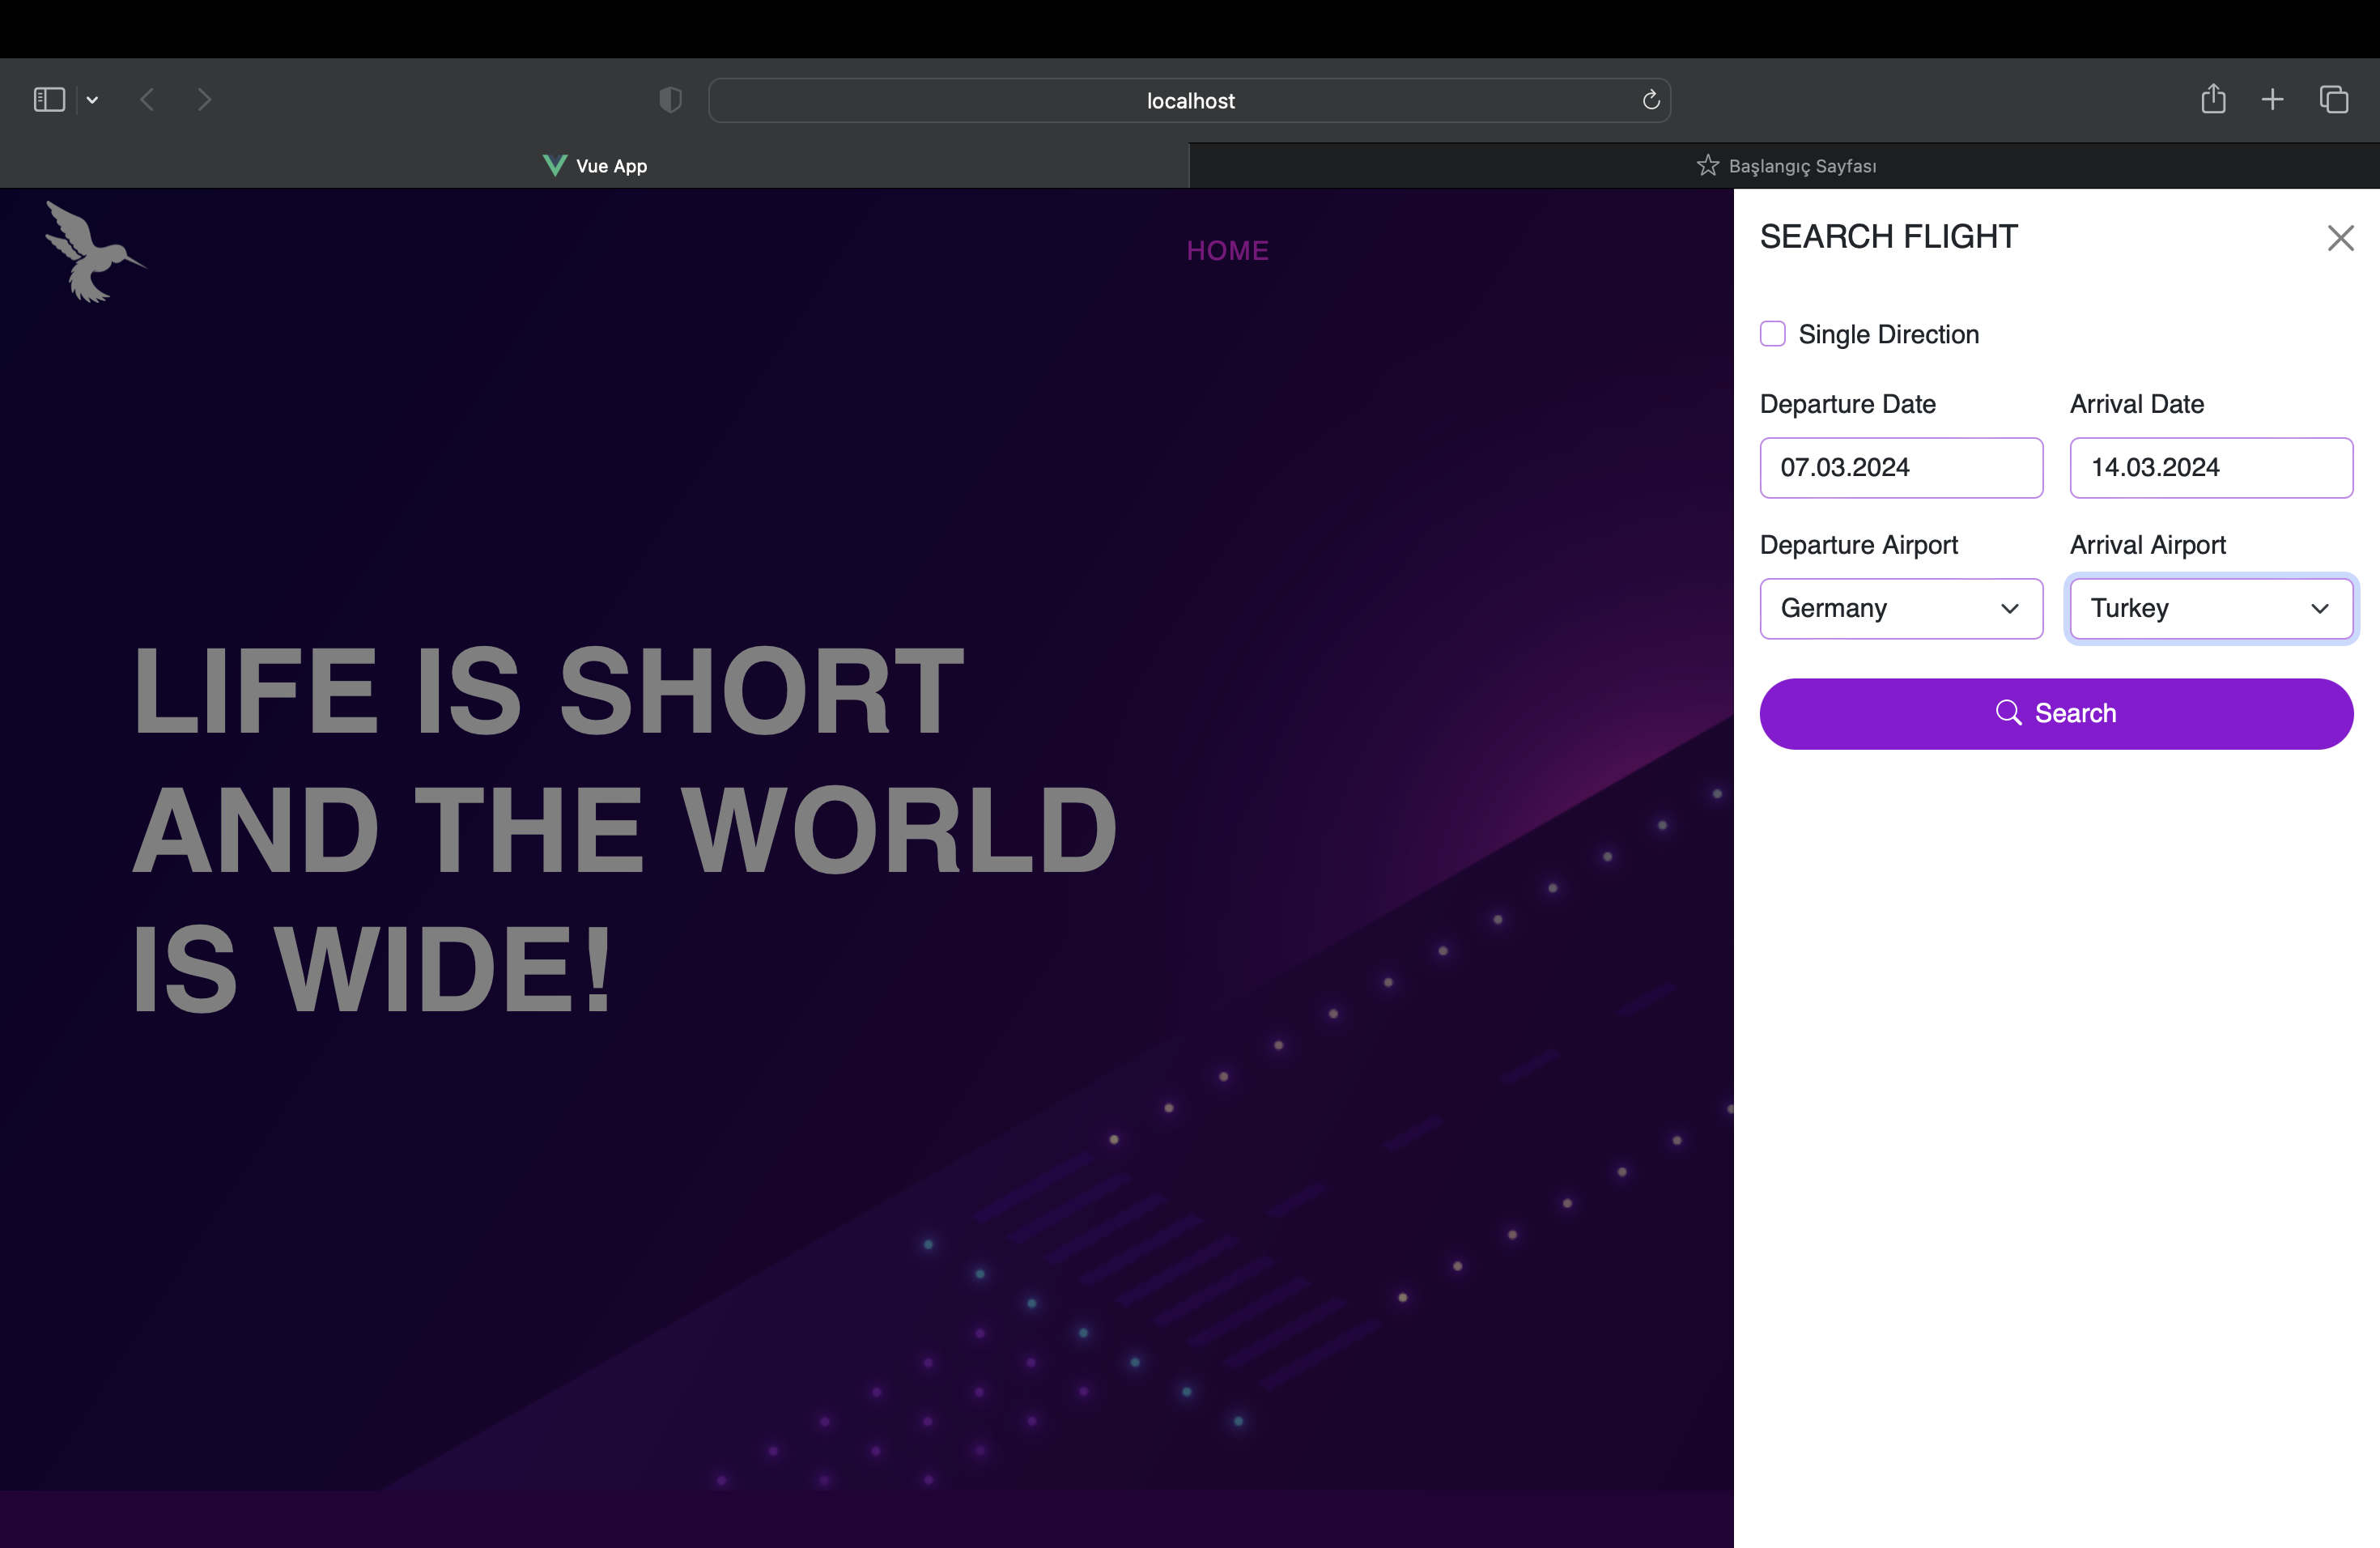 localhost
Vue App
Başlangıç Sayfası
HOME
LIFE IS SHORT
AND THE WORLD
IS WIDE!
SEARCH FLIGHT
Single Direction
Departure Date
Arrival Date
07.03.2024
14.03.2024
Departure Airport
Arrival Airport
Germany
Turkey
Search